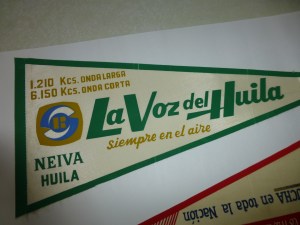 1.210 Kcs. ONDA LARGA
6.150 Kcs. ONDA CORTA
La Voz del Huila
siempre en el aire
NEIVA
HUILA
UCHA en toda la Nación